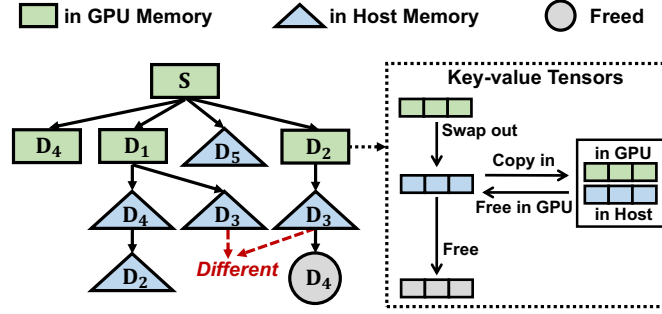 in GPU Memory
in Host Memory
Freed
S
D4
D1
D5
D2
D4
D3
D3
Different
D2
D4
Key-value Tensors
Swap out
Copy in
Free in GPU
in GPU
in Host
Free